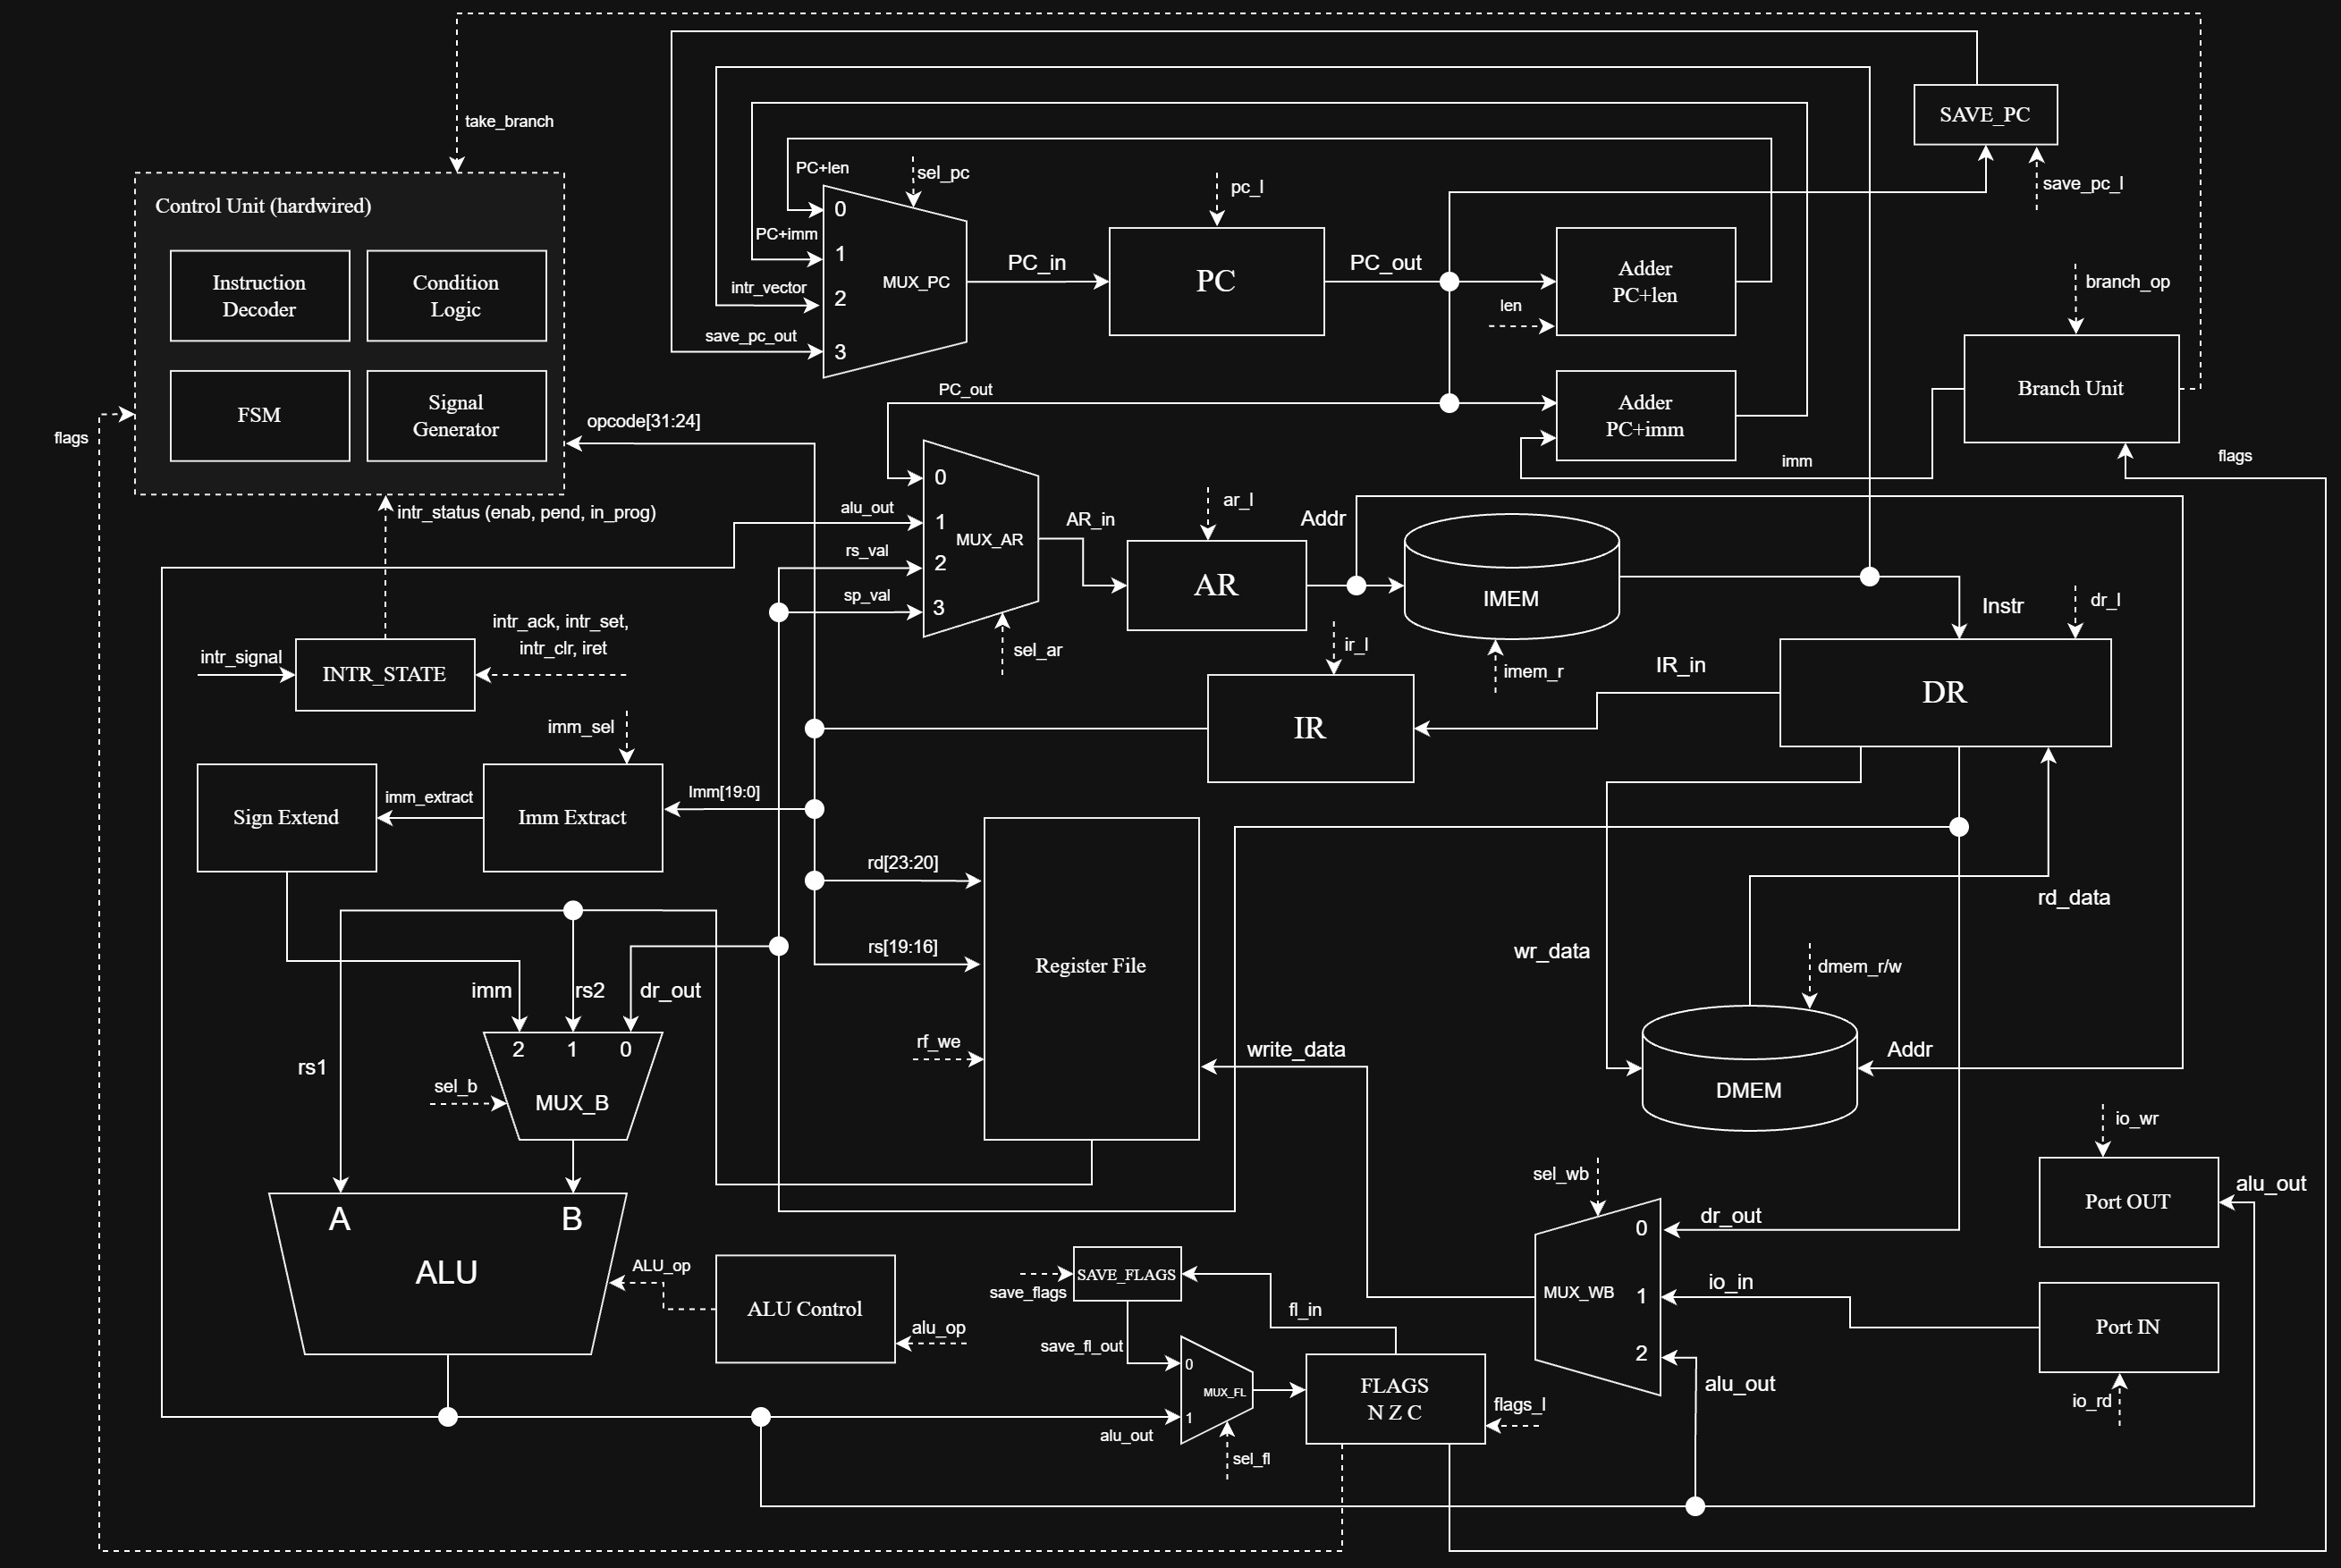 take_branch
SAVE_PC
save_pc_l
PC+len
sel_pc
pc_l
Control Unit (hardwired)
Instruction
Decoder
Condition
Logic
FSM
Signal
Generator
flags
0
PC+imm
1
intr_vector
2
save_pc_out
3
MUX_PC
PC_in
PC
PC_out
len
Adder
PC+len
branch_op
Branch Unit
PC_out
Adder
PC+imm
imm
flags
opcode[31:24]
intr_status (enab, pend, in_prog)
alu_out
rs_val
sp_val
0
1
2
3
MUX_AR
sel_ar
AR_in
ar_l
AR
Addr
IMEM
imem_r
Instr
dr_l
DR
IR_in
ir_l
IR
intr_signal
INTR_STATE
intr_ack, intr_set,
intr_clr, iret
imm_sel
Sign Extend
imm_extract
Imm Extract
Imm[19:0]
rd[23:20]
rs[19:16]
Register File
rf_we
write_data
wr_data
rd_data
dmem_r/w
DMEM
Addr
imm
rs2
dr_out
rs1
2
1
0
sel_b
MUX_B
A
B
ALU
ALU_op
ALU Control
alu_op
SAVE_FLAGS
save_flags
save_fl_out
fl_in
0
MUX_FL
1
alu_out
sel_fl
FLAGS
N Z C
flags_l
sel_wb
MUX_WB
0
dr_out
1
io_in
2
alu_out
io_wr
Port OUT
alu_out
Port IN
io_rd